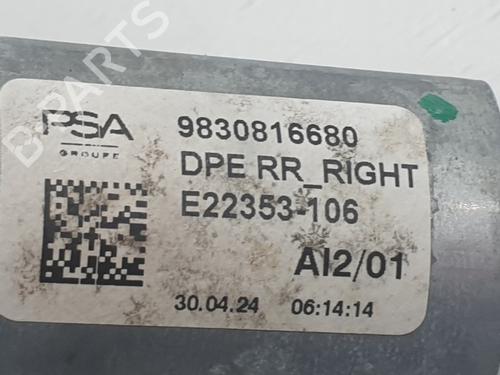 PSA
GROUPE
9830816680
DPE RR_RIGHT
E22353-106
AI2/01
30.04.24 06:14:14
B-PARTS